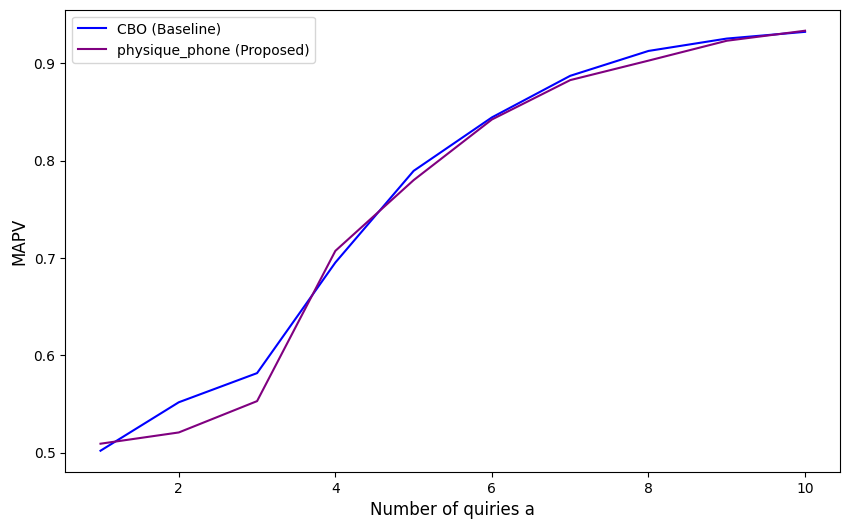 CBO (Baseline)
physique_phone (Proposed)
0.9
0.8
0.7
0.6
0.5
MAPV
2
4
6
8
10
Number of quiries a